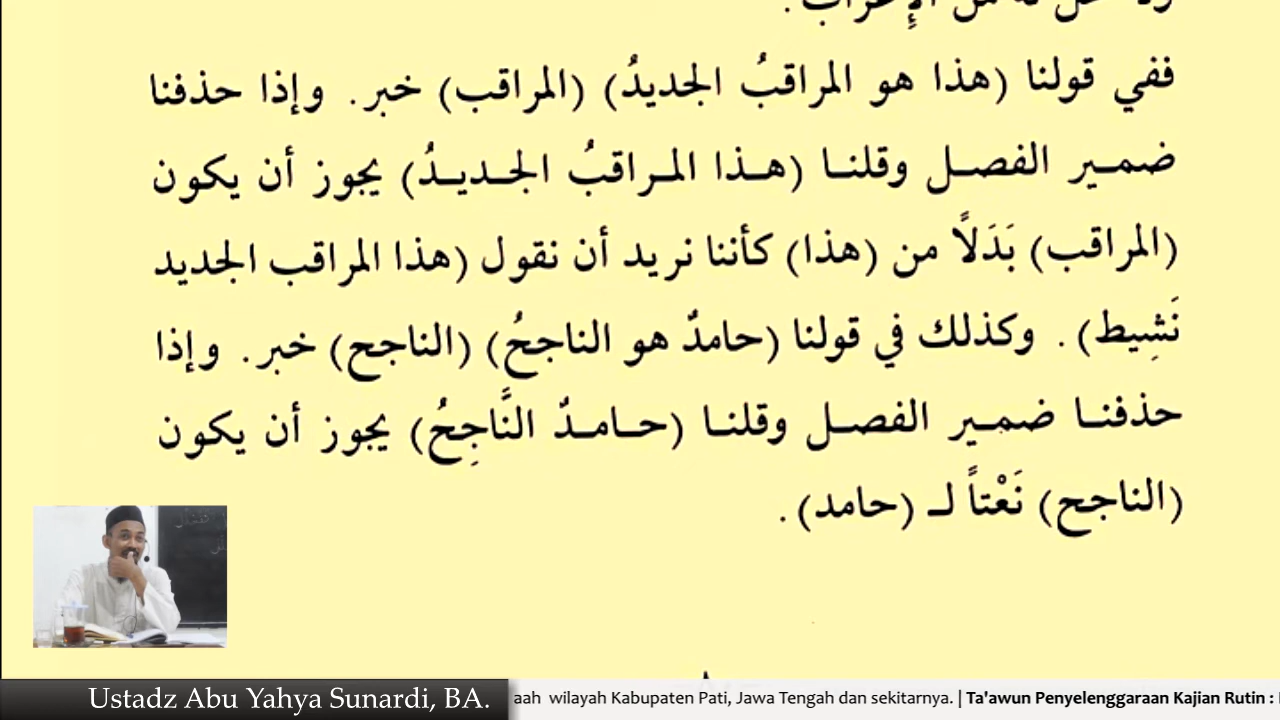 من الإِعراب.
ففي قولنا (هذا هو المراقبُ الجديدُ) (المراقب) خبر. وإذا حذفنا
ضمير الفصل وقلنا (هذا المراقبُ الجديدُ) يجوز أن يكون
(المراقب) بَدَلاً من (هذا) كأننا نريد أن نقول (هذا المراقب الجديد
نَشِيط). وكذلك في قولنا (حامدٌ هو الناجحُ) (الناجح) خبر. وإذا
حذفنا ضمير الفصل وقلنا (حامدٌ النَّاجِحُ) يجوز أن يكون
(الناجح) نَعْتاً لـ (حامد).
Ustadz Abu Yahya Sunardi, BA.
aah wilayah Kabupaten Pati, Jawa Tengah dan sekitarnya. | Ta'awun Penyelenggaraan Kajian Rutin :